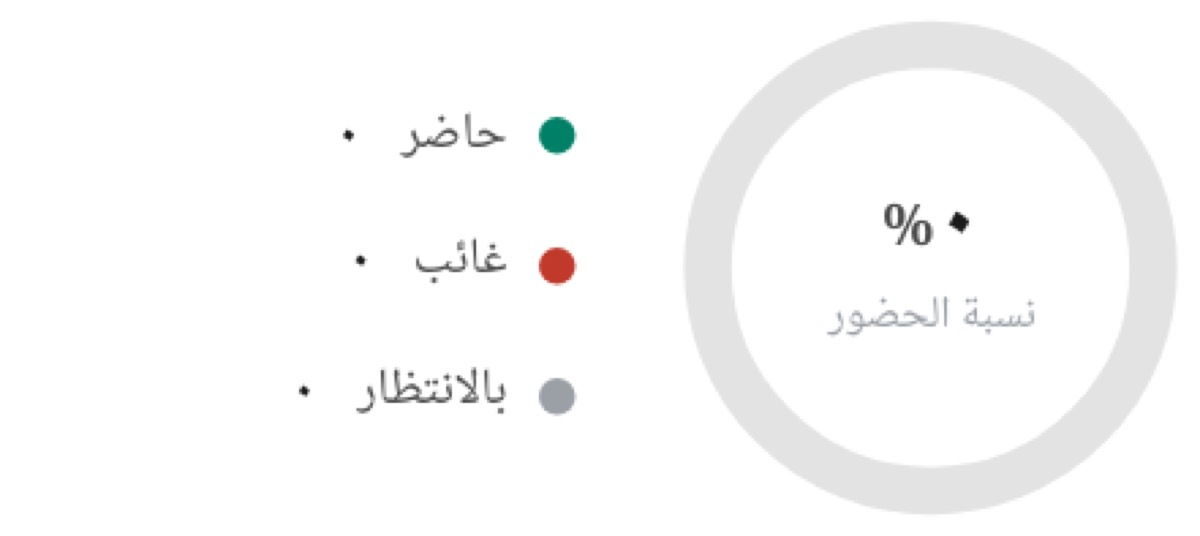 ٠ %
نسبة الحضور
حاضر ٠
غائب ٠
بالانتظار ٠